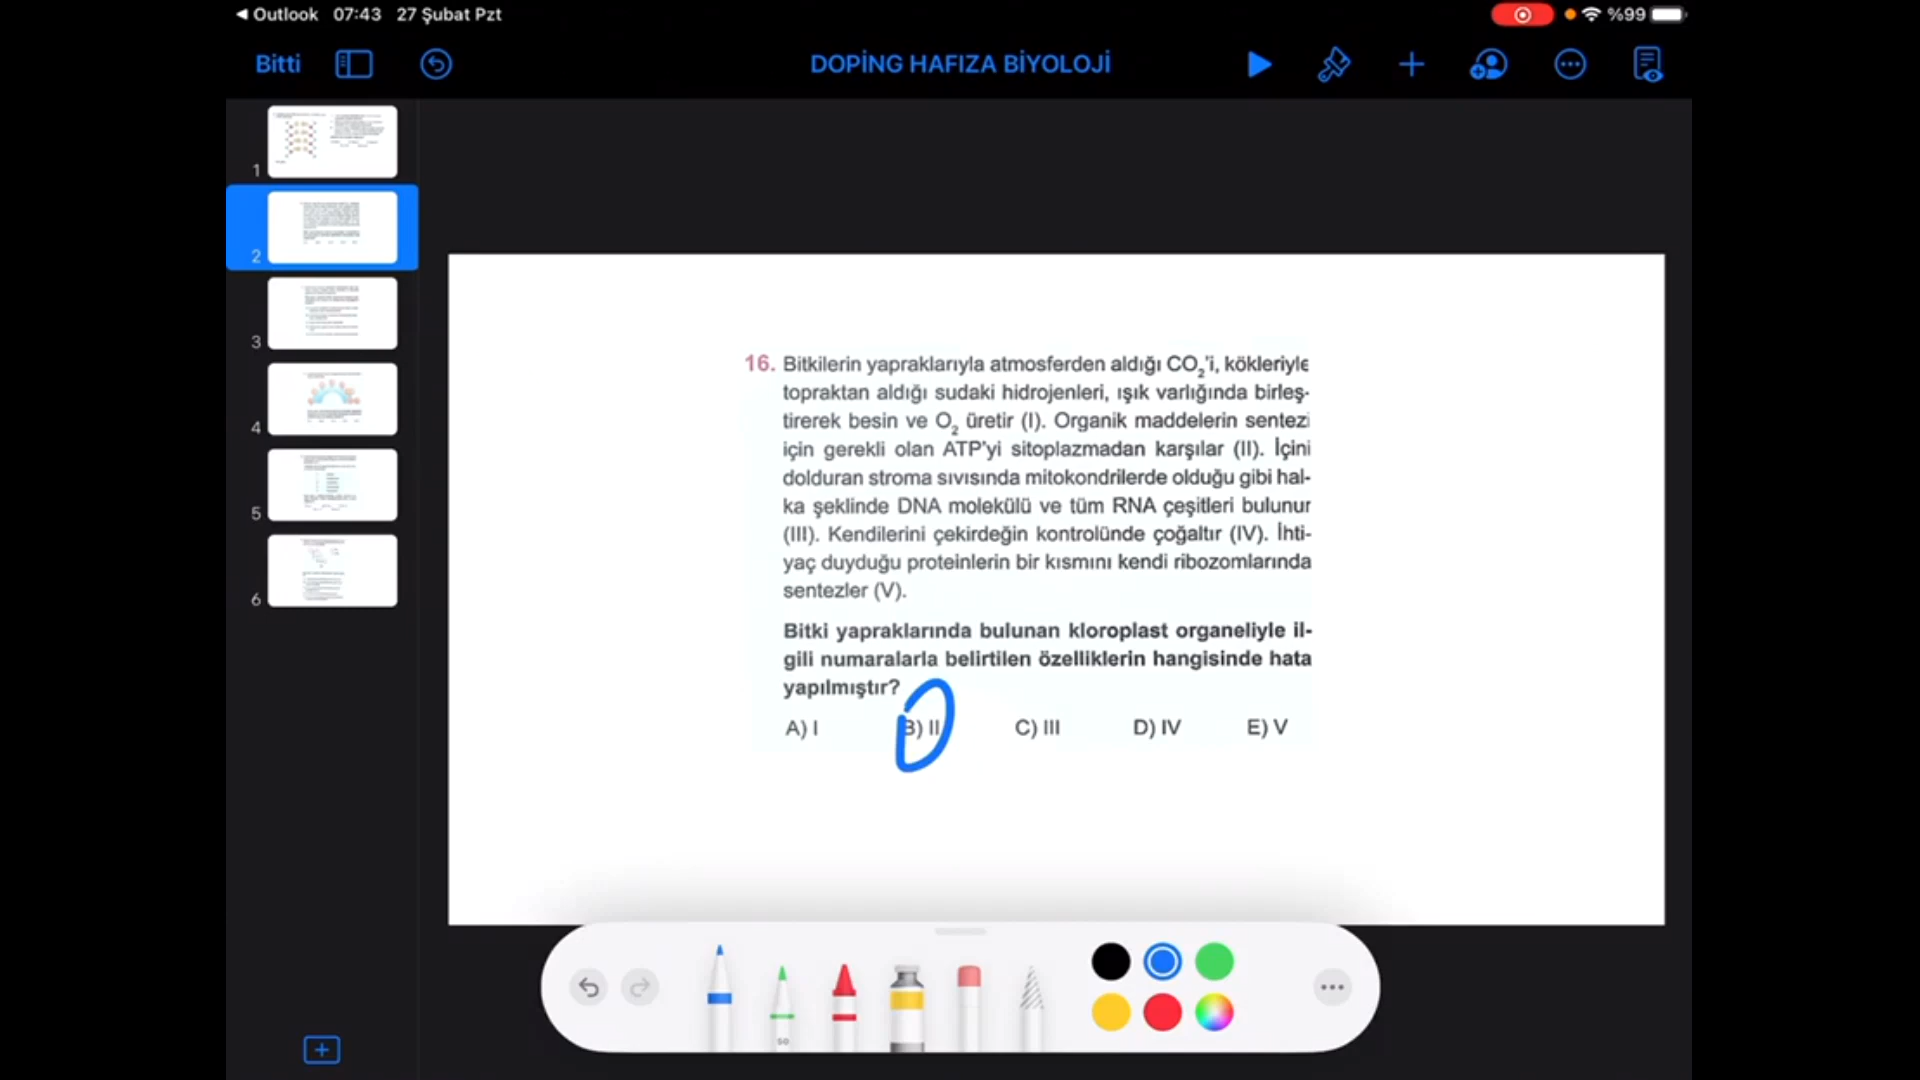 ◀ Outlook 07:43 27 Şubat Pzt
%99
Bitti
DOPİNG HAFIZA BİYOLOJİ
1
2
3
4
5
6
16. Bitkilerin yapraklarıyla atmosferden aldığı CO₂'i, kökleriyle
topraktan aldığı sudaki hidrojenleri, ışık varlığında birleş-
tirerek besin ve O₂ üretir (I). Organik maddelerin sentezi
için gerekli olan ATP'yi sitoplazmadan karşılar (II). İçini
dolduran stroma sıvısında mitokondrilerde olduğu gibi hal-
ka şeklinde DNA molekülü ve tüm RNA çeşitleri bulunur
(III). Kendilerini çekirdeğin kontrolünde çoğaltır (IV). İhti-
yaç duyduğu proteinlerin bir kısmını kendi ribozomlarında
sentezler (V).
Bitki yapraklarında bulunan kloroplast organeliyle il-
gili numaralarla belirtilen özelliklerin hangisinde hata
yapılmıştır?
A) I B) II C) III D) IV E) V
50